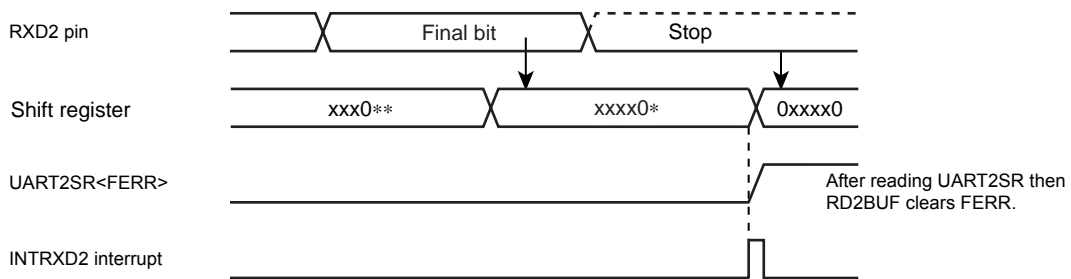 RXD2 pin
Final bit
Stop
Shift register
xxx0**
xxxx0*
0xxxx0
UART2SR<FERR>
After reading UART2SR then
RD2BUF clears FERR.
INTRXD2 interrupt